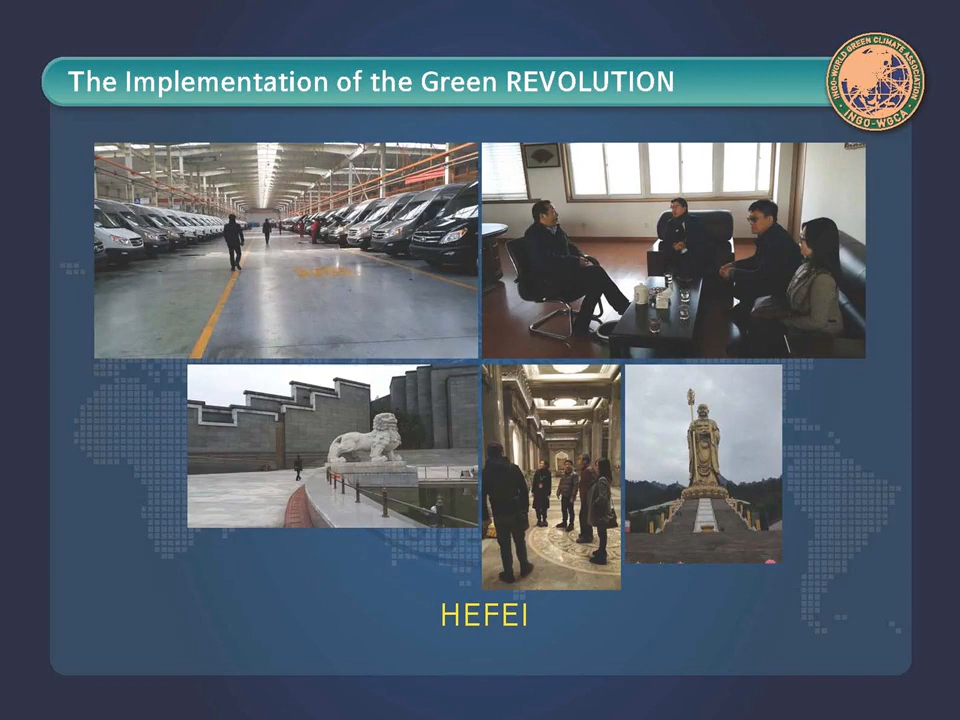 The Implementation of the Green REVOLUTION
INGO-WORLD GREEN CLIMATE ASSOCIATION
· INGO-WGCA ·
HEFEI